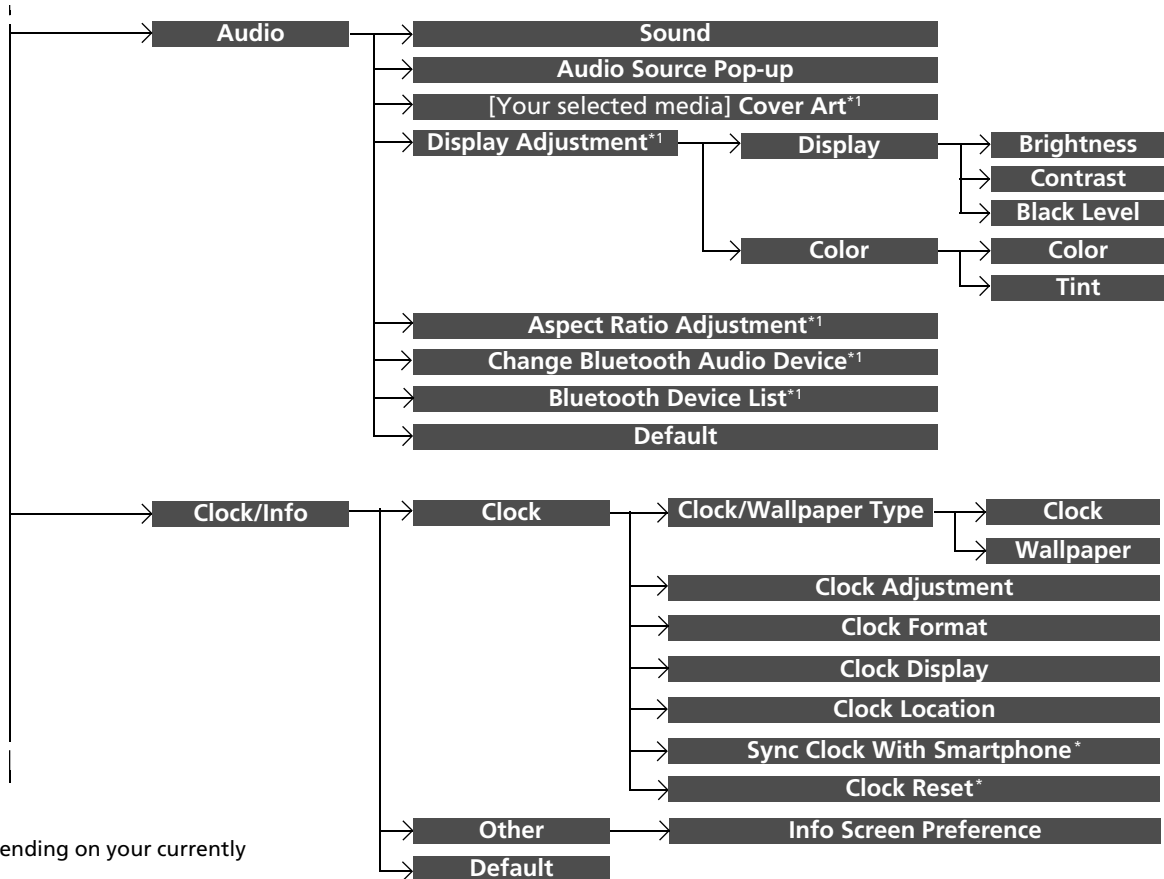 Audio
Sound
Audio Source Pop-up
[Your selected media] Cover Art*1
Display Adjustment*1
Display
Brightness
Contrast
Black Level
Color
Color
Tint
Aspect Ratio Adjustment*1
Change Bluetooth Audio Device*1
Bluetooth Device List*1
Default
Clock/Info
Clock
Clock/Wallpaper Type
Clock
Wallpaper
Clock Adjustment
Clock Format
Clock Display
Clock Location
Sync Clock With Smartphone*
Clock Reset*
Other
Info Screen Preference
Default
ending on your currently